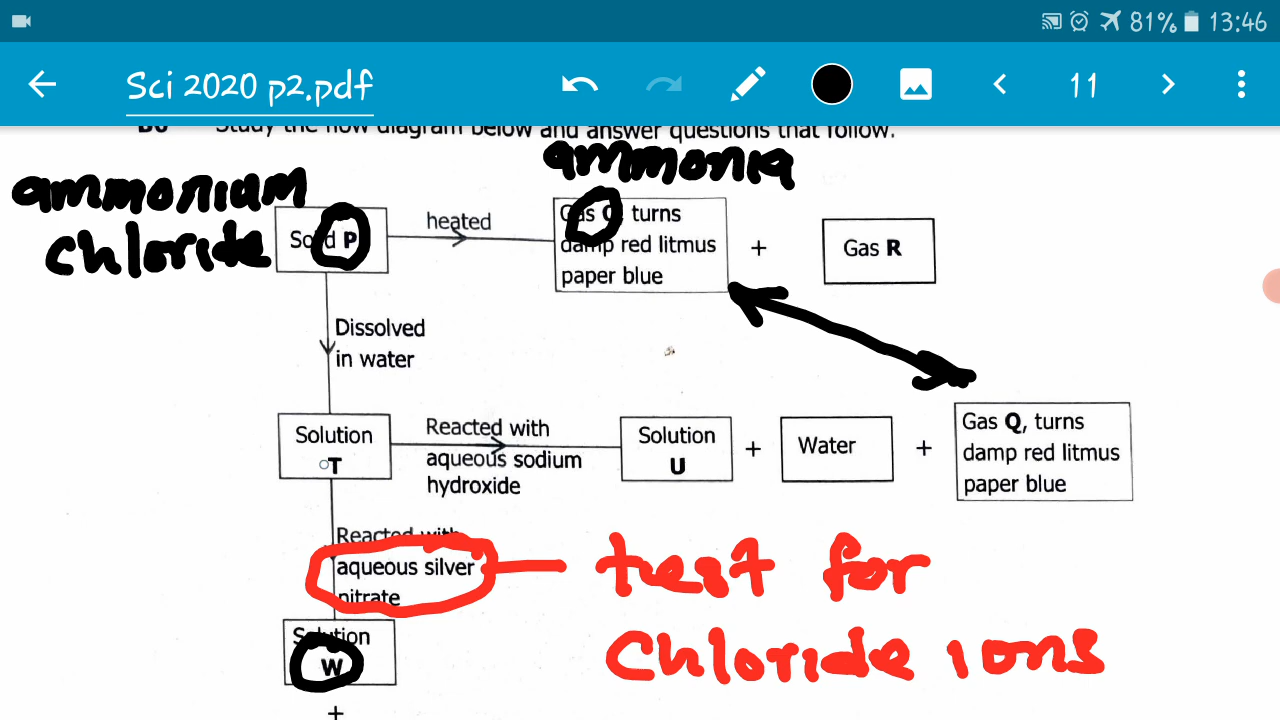 81% 13:46
Sci 2020 p2.pdf 11
B6 Study the flow diagram below and answer questions that follow.
ammonium
chloride
ammonia
Solid P
heated
Gas Q, turns
damp red litmus
paper blue
+
Gas R
Dissolved
in water
Solution
T
Reacted with
aqueous sodium
hydroxide
Solution
U
+
Water
+
Gas Q, turns
damp red litmus
paper blue
Reacted with
aqueous silver
nitrate
test for
chloride ions
Solution
W
+